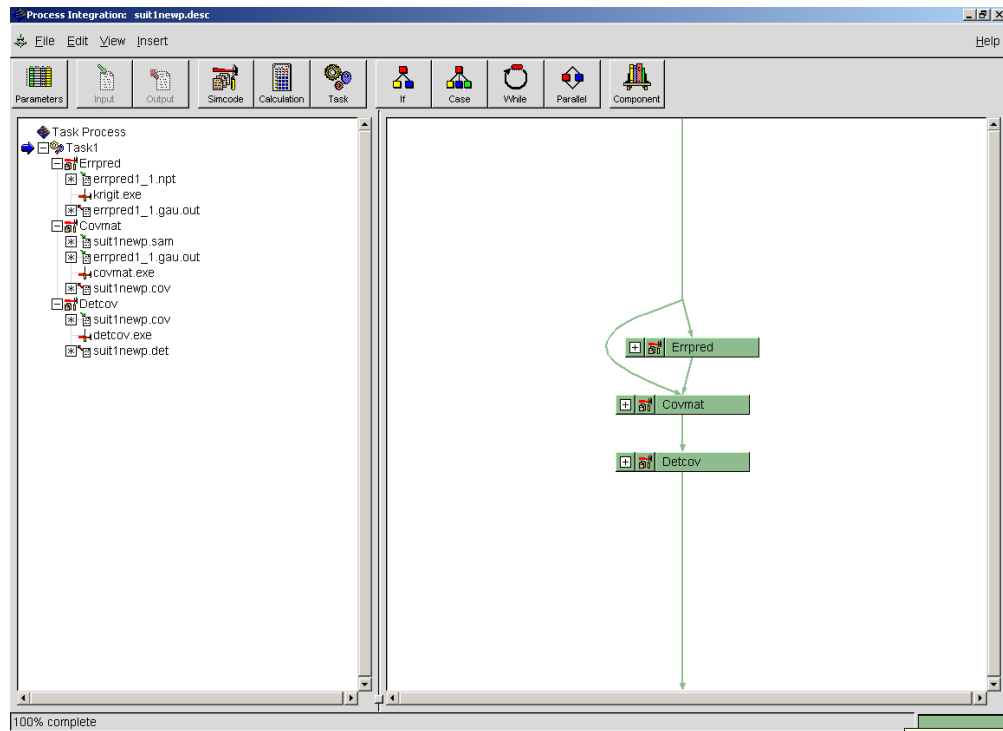 Process Integration: suit1newp.desc
File Edit View Insert Help
Parameters Input Output Simcode Calculation Task If Case While Parallel Component
Task Process
Task1
Errpred
errpred1_1.npt
krigit.exe
errpred1_1.gau.out
Covmat
suit1newp.sam
errpred1_1.gau.out
covmat.exe
suit1newp.cov
Detcov
suit1newp.cov
detcov.exe
suit1newp.det
Errpred
Covmat
Detcov
100% complete